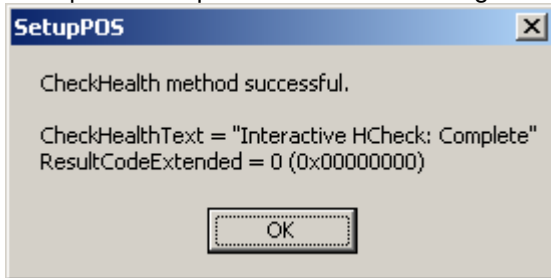 SetupPOS
CheckHealth method successful.
CheckHealthText = "Interactive HCheck: Complete"
ResultCodeExtended = 0 (0x00000000)
OK